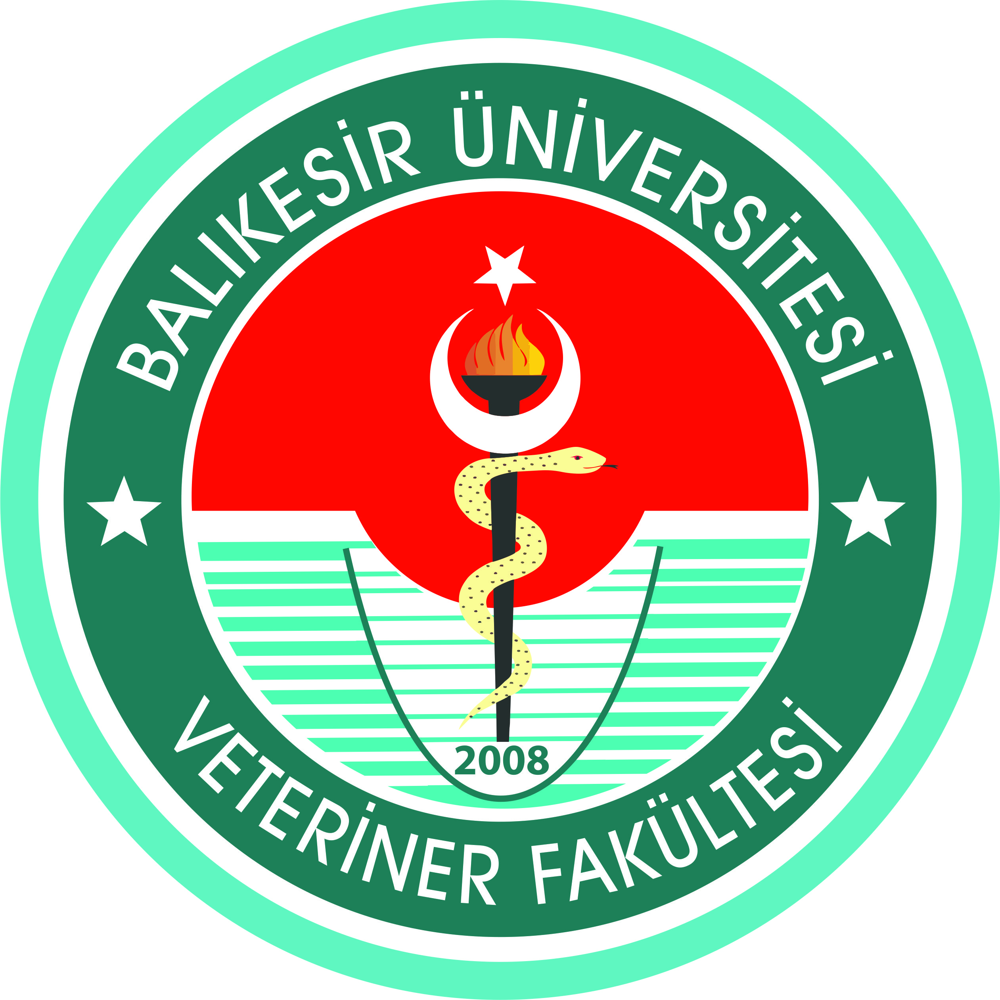 BALIKESİR ÜNİVERSİTESİ
2008
VETERİNER FAKÜLTESİ